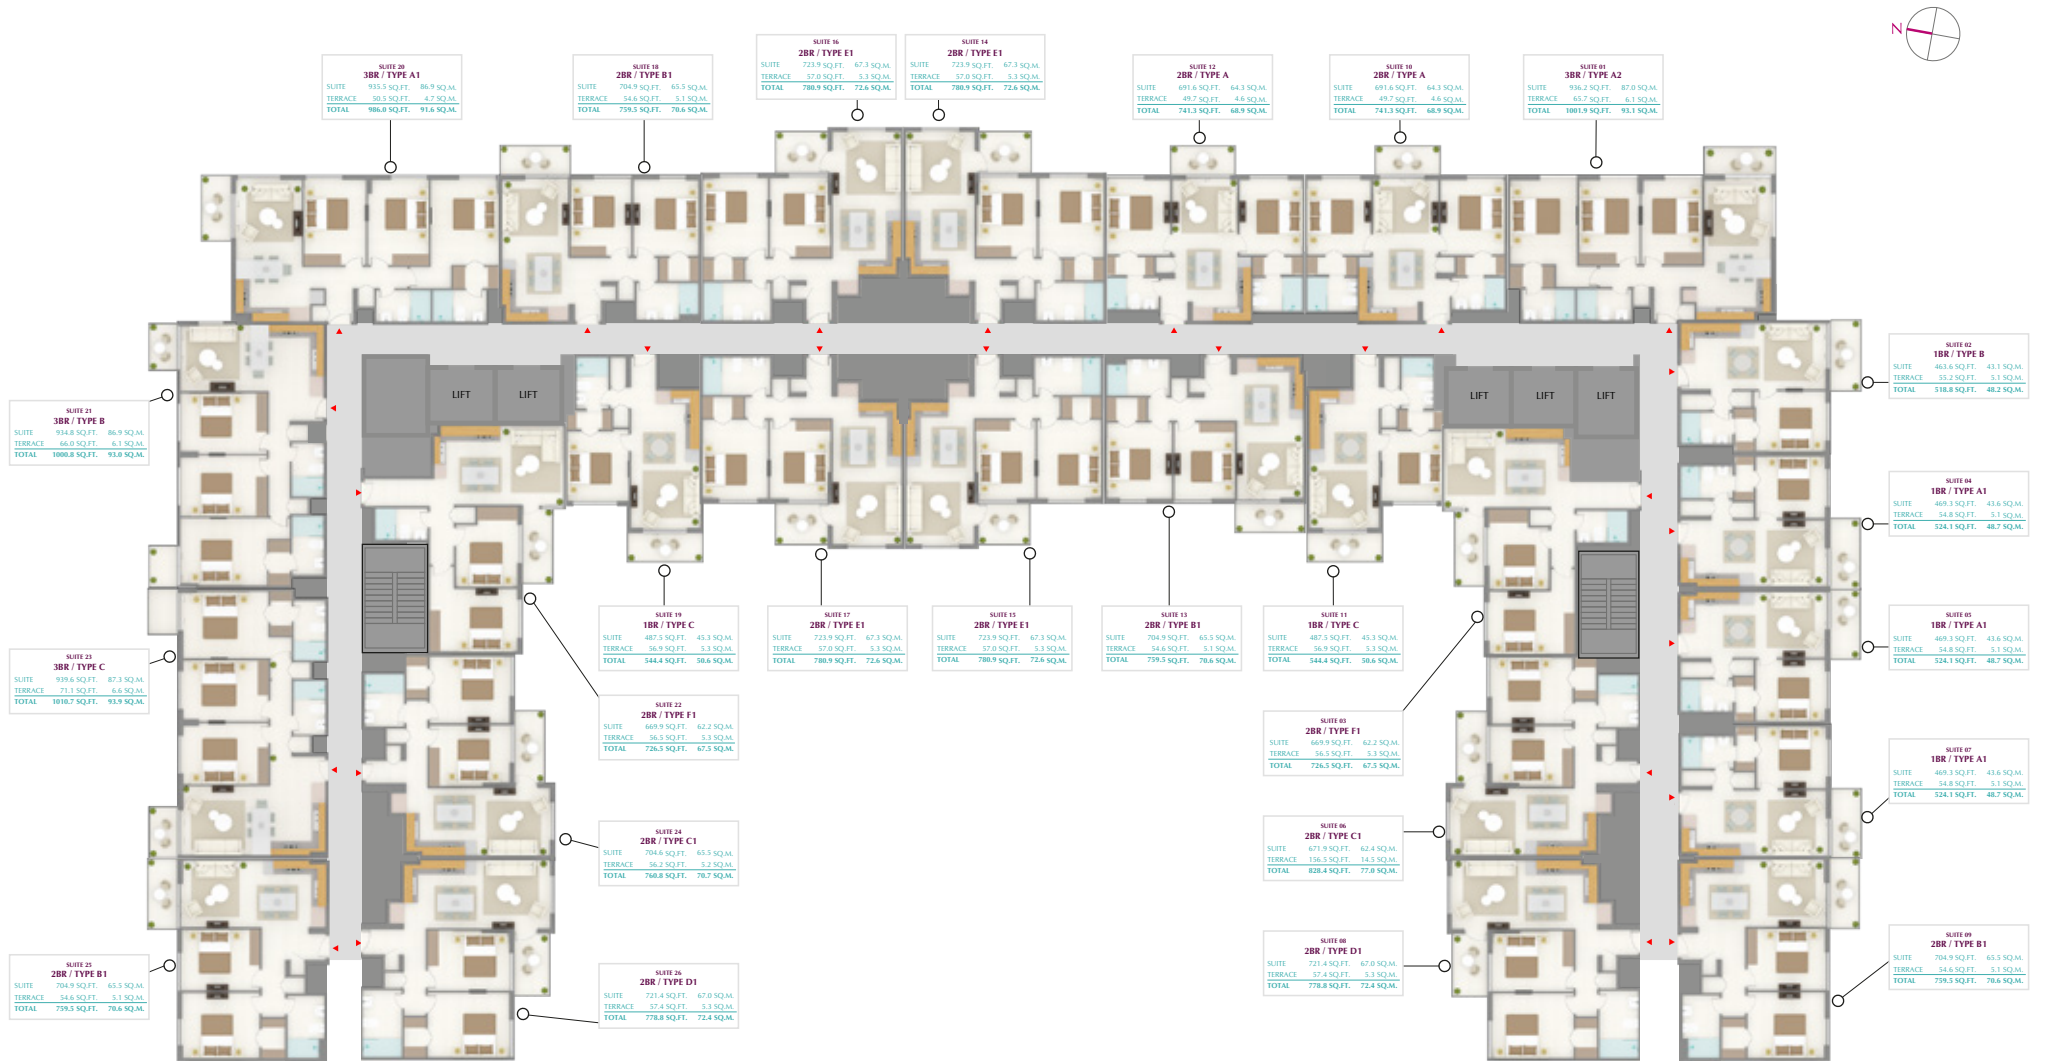 N
SUITE 16
2BR / TYPE E1
SUITE 723.9 SQ.FT. 67.3 SQ.M.
TERRACE 57.0 SQ.FT. 5.3 SQ.M.
TOTAL 780.9 SQ.FT. 72.6 SQ.M.
SUITE 14
2BR / TYPE E1
SUITE 723.9 SQ.FT. 67.3 SQ.M.
TERRACE 57.0 SQ.FT. 5.3 SQ.M.
TOTAL 780.9 SQ.FT. 72.6 SQ.M.
SUITE 20
3BR / TYPE A1
SUITE 935.5 SQ.FT. 86.9 SQ.M.
TERRACE 50.5 SQ.FT. 4.7 SQ.M.
TOTAL 986.0 SQ.FT. 91.6 SQ.M.
SUITE 18
2BR / TYPE B1
SUITE 704.9 SQ.FT. 65.5 SQ.M.
TERRACE 54.6 SQ.FT. 5.1 SQ.M.
TOTAL 759.5 SQ.FT. 70.6 SQ.M.
SUITE 12
2BR / TYPE A
SUITE 691.6 SQ.FT. 64.3 SQ.M.
TERRACE 49.7 SQ.FT. 4.6 SQ.M.
TOTAL 741.3 SQ.FT. 68.9 SQ.M.
SUITE 10
2BR / TYPE A
SUITE 691.6 SQ.FT. 64.3 SQ.M.
TERRACE 49.7 SQ.FT. 4.6 SQ.M.
TOTAL 741.3 SQ.FT. 68.9 SQ.M.
SUITE 01
3BR / TYPE A2
SUITE 936.2 SQ.FT. 87.0 SQ.M.
TERRACE 65.7 SQ.FT. 6.1 SQ.M.
TOTAL 1001.9 SQ.FT. 93.1 SQ.M.
SUITE 02
1BR / TYPE B
SUITE 463.6 SQ.FT. 43.1 SQ.M.
TERRACE 55.2 SQ.FT. 5.1 SQ.M.
TOTAL 518.8 SQ.FT. 48.2 SQ.M.
LIFT
LIFT
LIFT
LIFT
LIFT
SUITE 21
3BR / TYPE B
SUITE 934.8 SQ.FT. 86.9 SQ.M.
TERRACE 66.0 SQ.FT. 6.1 SQ.M.
TOTAL 1000.8 SQ.FT. 93.0 SQ.M.
SUITE 04
1BR / TYPE A1
SUITE 469.3 SQ.FT. 43.6 SQ.M.
TERRACE 54.8 SQ.FT. 5.1 SQ.M.
TOTAL 524.1 SQ.FT. 48.7 SQ.M.
SUITE 19
1BR / TYPE C
SUITE 487.5 SQ.FT. 45.3 SQ.M.
TERRACE 56.9 SQ.FT. 5.3 SQ.M.
TOTAL 544.4 SQ.FT. 50.6 SQ.M.
SUITE 17
2BR / TYPE E1
SUITE 723.9 SQ.FT. 67.3 SQ.M.
TERRACE 57.0 SQ.FT. 5.3 SQ.M.
TOTAL 780.9 SQ.FT. 72.6 SQ.M.
SUITE 15
2BR / TYPE E1
SUITE 723.9 SQ.FT. 67.3 SQ.M.
TERRACE 57.0 SQ.FT. 5.3 SQ.M.
TOTAL 780.9 SQ.FT. 72.6 SQ.M.
SUITE 13
2BR / TYPE B1
SUITE 704.9 SQ.FT. 65.5 SQ.M.
TERRACE 54.6 SQ.FT. 5.1 SQ.M.
TOTAL 759.5 SQ.FT. 70.6 SQ.M.
SUITE 11
1BR / TYPE C
SUITE 487.5 SQ.FT. 45.3 SQ.M.
TERRACE 56.9 SQ.FT. 5.3 SQ.M.
TOTAL 544.4 SQ.FT. 50.6 SQ.M.
SUITE 05
1BR / TYPE A1
SUITE 469.3 SQ.FT. 43.6 SQ.M.
TERRACE 54.8 SQ.FT. 5.1 SQ.M.
TOTAL 524.1 SQ.FT. 48.7 SQ.M.
SUITE 23
3BR / TYPE C
SUITE 939.6 SQ.FT. 87.3 SQ.M.
TERRACE 71.1 SQ.FT. 6.6 SQ.M.
TOTAL 1010.7 SQ.FT. 93.9 SQ.M.
SUITE 22
2BR / TYPE F1
SUITE 669.9 SQ.FT. 62.2 SQ.M.
TERRACE 56.5 SQ.FT. 5.3 SQ.M.
TOTAL 726.5 SQ.FT. 67.5 SQ.M.
SUITE 03
2BR / TYPE F1
SUITE 669.9 SQ.FT. 62.2 SQ.M.
TERRACE 56.5 SQ.FT. 5.3 SQ.M.
TOTAL 726.5 SQ.FT. 67.5 SQ.M.
SUITE 07
1BR / TYPE A1
SUITE 469.3 SQ.FT. 43.6 SQ.M.
TERRACE 54.8 SQ.FT. 5.1 SQ.M.
TOTAL 524.1 SQ.FT. 48.7 SQ.M.
SUITE 24
2BR / TYPE C1
SUITE 704.6 SQ.FT. 65.5 SQ.M.
TERRACE 56.2 SQ.FT. 5.2 SQ.M.
TOTAL 760.8 SQ.FT. 70.7 SQ.M.
SUITE 06
2BR / TYPE C1
SUITE 671.9 SQ.FT. 62.4 SQ.M.
TERRACE 156.5 SQ.FT. 14.5 SQ.M.
TOTAL 828.4 SQ.FT. 77.0 SQ.M.
SUITE 25
2BR / TYPE B1
SUITE 704.9 SQ.FT. 65.5 SQ.M.
TERRACE 54.6 SQ.FT. 5.1 SQ.M.
TOTAL 759.5 SQ.FT. 70.6 SQ.M.
SUITE 26
2BR / TYPE D1
SUITE 721.4 SQ.FT. 67.0 SQ.M.
TERRACE 57.4 SQ.FT. 5.3 SQ.M.
TOTAL 778.8 SQ.FT. 72.4 SQ.M.
SUITE 08
2BR / TYPE D1
SUITE 721.4 SQ.FT. 67.0 SQ.M.
TERRACE 57.4 SQ.FT. 5.3 SQ.M.
TOTAL 778.8 SQ.FT. 72.4 SQ.M.
SUITE 09
2BR / TYPE B1
SUITE 704.9 SQ.FT. 65.5 SQ.M.
TERRACE 54.6 SQ.FT. 5.1 SQ.M.
TOTAL 759.5 SQ.FT. 70.6 SQ.M.